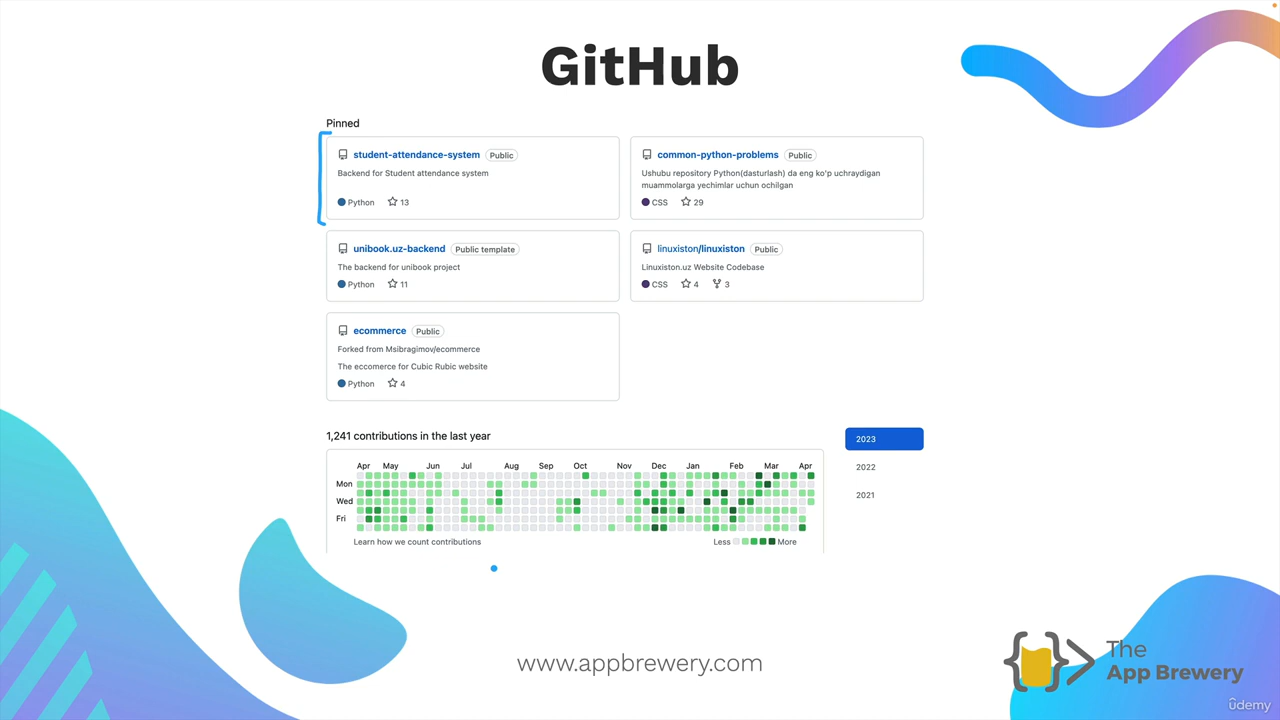 GitHub
Pinned
student-attendance-system Public
Backend for Student attendance system
Python 13
common-python-problems Public
Ushubu repository Python(dasturlash) da eng ko'p uchraydigan
muammolarga yechimlar uchun ochilgan
CSS 29
unibook.uz-backend Public template
The backend for unibook project
Python 11
linuxiston/linuxiston Public
Linuxiston.uz Website Codebase
CSS 4 3
ecommerce Public
Forked from Msibragimov/ecommerce
The eccomerce for Cubic Rubic website
Python 4
1,241 contributions in the last year
2023
2022
2021
Apr May Jun Jul Aug Sep Oct Nov Dec Jan Feb Mar Apr
Mon
Wed
Fri
Learn how we count contributions
Less More
www.appbrewery.com
The
App Brewery
ûdemy